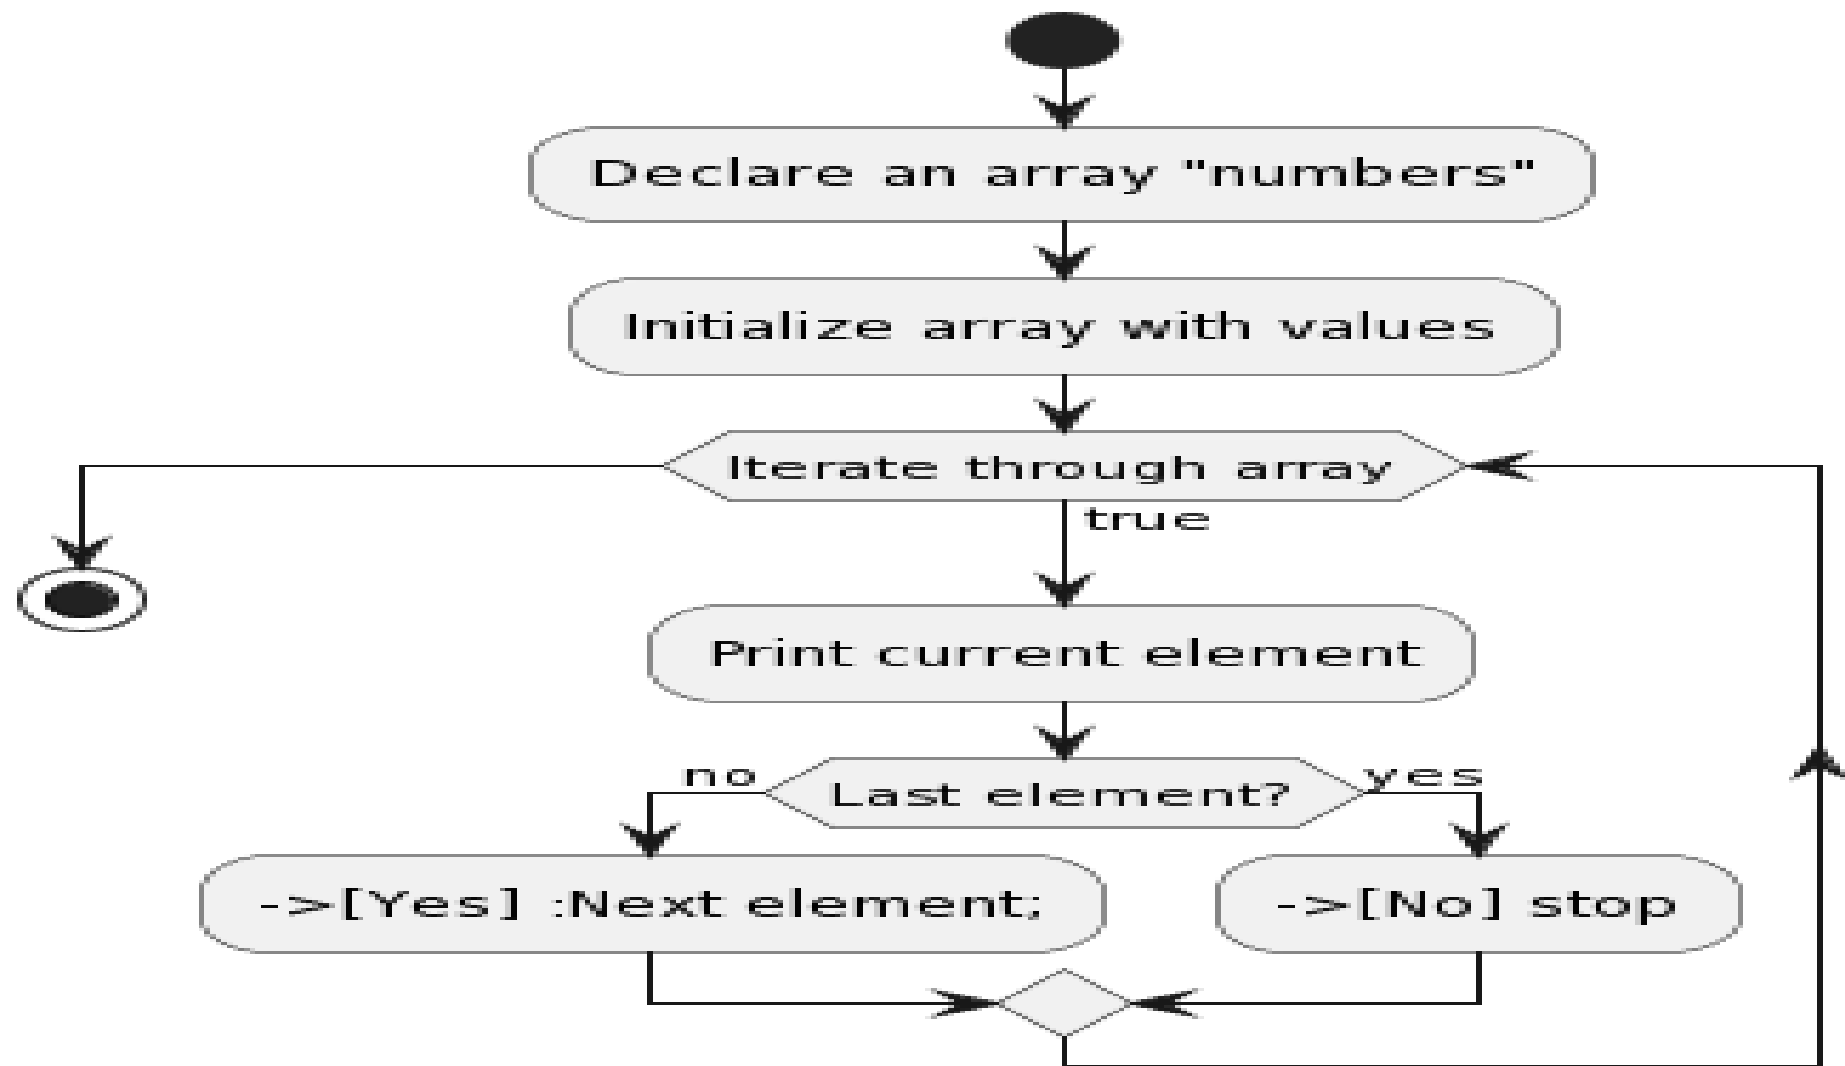 Declare an array "numbers"
Initialize array with values
Iterate through array
true
Print current element
no
Last element?
yes
->[Yes] :Next element;
->[No] stop